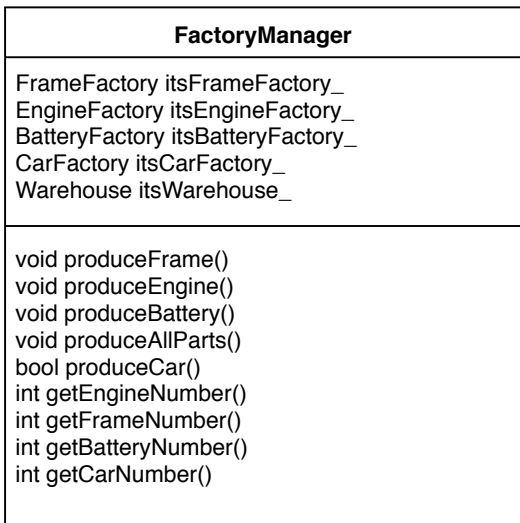 FactoryManager
FrameFactory itsFrameFactory_
EngineFactory itsEngineFactory_
BatteryFactory itsBatteryFactory_
CarFactory itsCarFactory_
Warehouse itsWarehouse_
void produceFrame()
void produceEngine()
void produceBattery()
void produceAllParts()
bool produceCar()
int getEngineNumber()
int getFrameNumber()
int getBatteryNumber()
int getCarNumber()